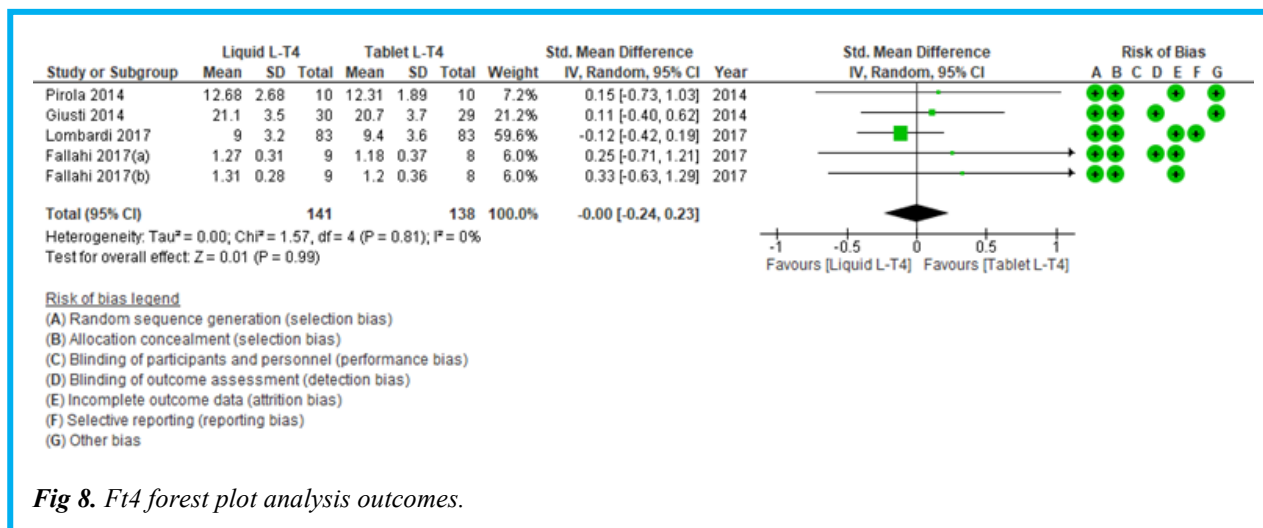 Liquid L-T4 Tablet L-T4 Std. Mean Difference Std. Mean Difference Risk of Bias
Study or Subgroup Mean SD Total Mean SD Total Weight IV, Random, 95% CI Year IV, Random, 95% CI A B C D E F G
Pirola 2014 12.68 2.68 10 12.31 1.89 10 7.2% 0.15 [-0.73, 1.03] 2014
Giusti 2014 21.1 3.5 30 20.7 3.7 29 21.2% 0.11 [-0.40, 0.62] 2014
Lombardi 2017 9 3.2 83 9.4 3.6 83 59.6% -0.12 [-0.42, 0.19] 2017
Fallahi 2017(a) 1.27 0.31 9 1.18 0.37 8 6.0% 0.25 [-0.71, 1.21] 2017
Fallahi 2017(b) 1.31 0.28 9 1.2 0.36 8 6.0% 0.33 [-0.63, 1.29] 2017
Total (95% CI) 141 138 100.0% -0.00 [-0.24, 0.23]
Heterogeneity: Tau² = 0.00; Chi² = 1.57, df = 4 (P = 0.81); I² = 0%
Test for overall effect: Z = 0.01 (P = 0.99)
-1 -0.5 0 0.5 1
Favours [Liquid L-T4] Favours [Tablet L-T4]
Risk of bias legend
(A) Random sequence generation (selection bias)
(B) Allocation concealment (selection bias)
(C) Blinding of participants and personnel (performance bias)
(D) Blinding of outcome assessment (detection bias)
(E) Incomplete outcome data (attrition bias)
(F) Selective reporting (reporting bias)
(G) Other bias
Fig 8. Ft4 forest plot analysis outcomes.